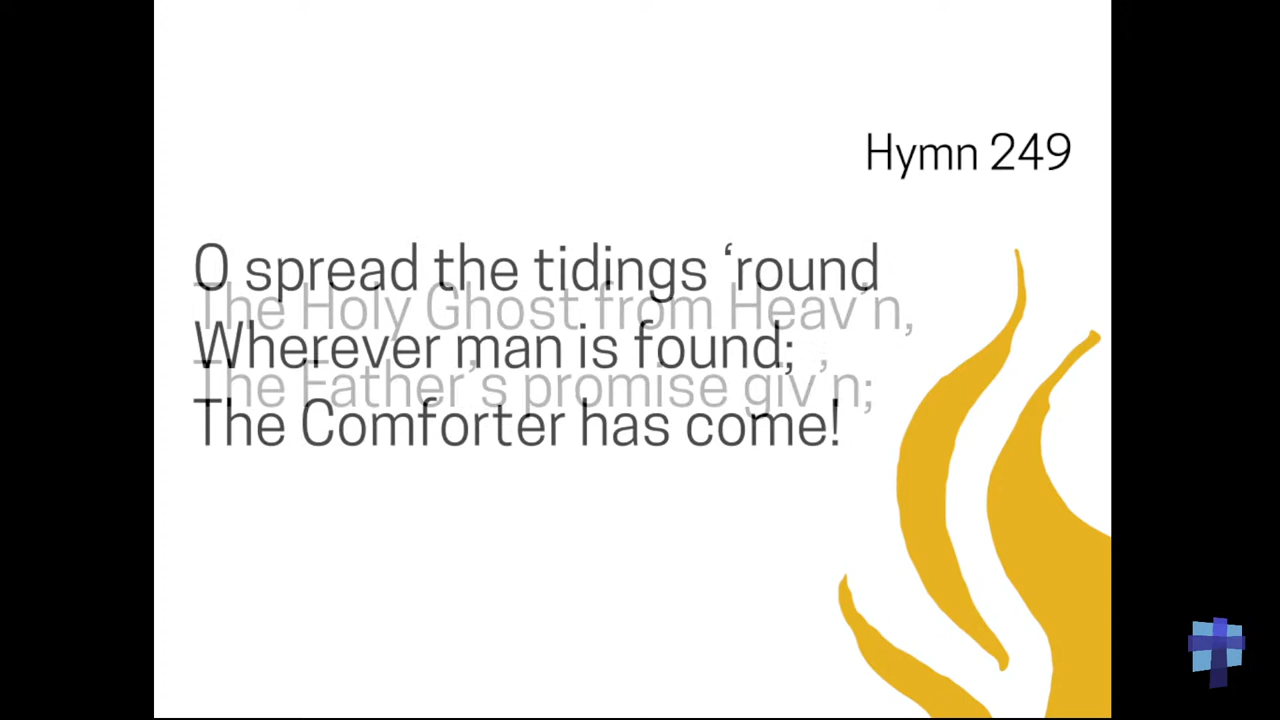 Hymn 249
O spread the tidings ‘round
The Holy Ghost from Heav’n,
Wherever man is found;
The Father’s promise giv’n;
The Comforter has come!